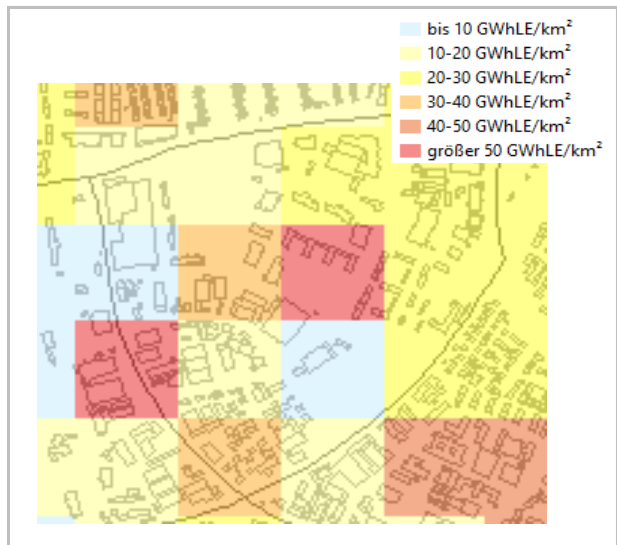 bis 10 GWhLE/km²
10-20 GWhLE/km²
20-30 GWhLE/km²
30-40 GWhLE/km²
40-50 GWhLE/km²
größer 50 GWhLE/km²